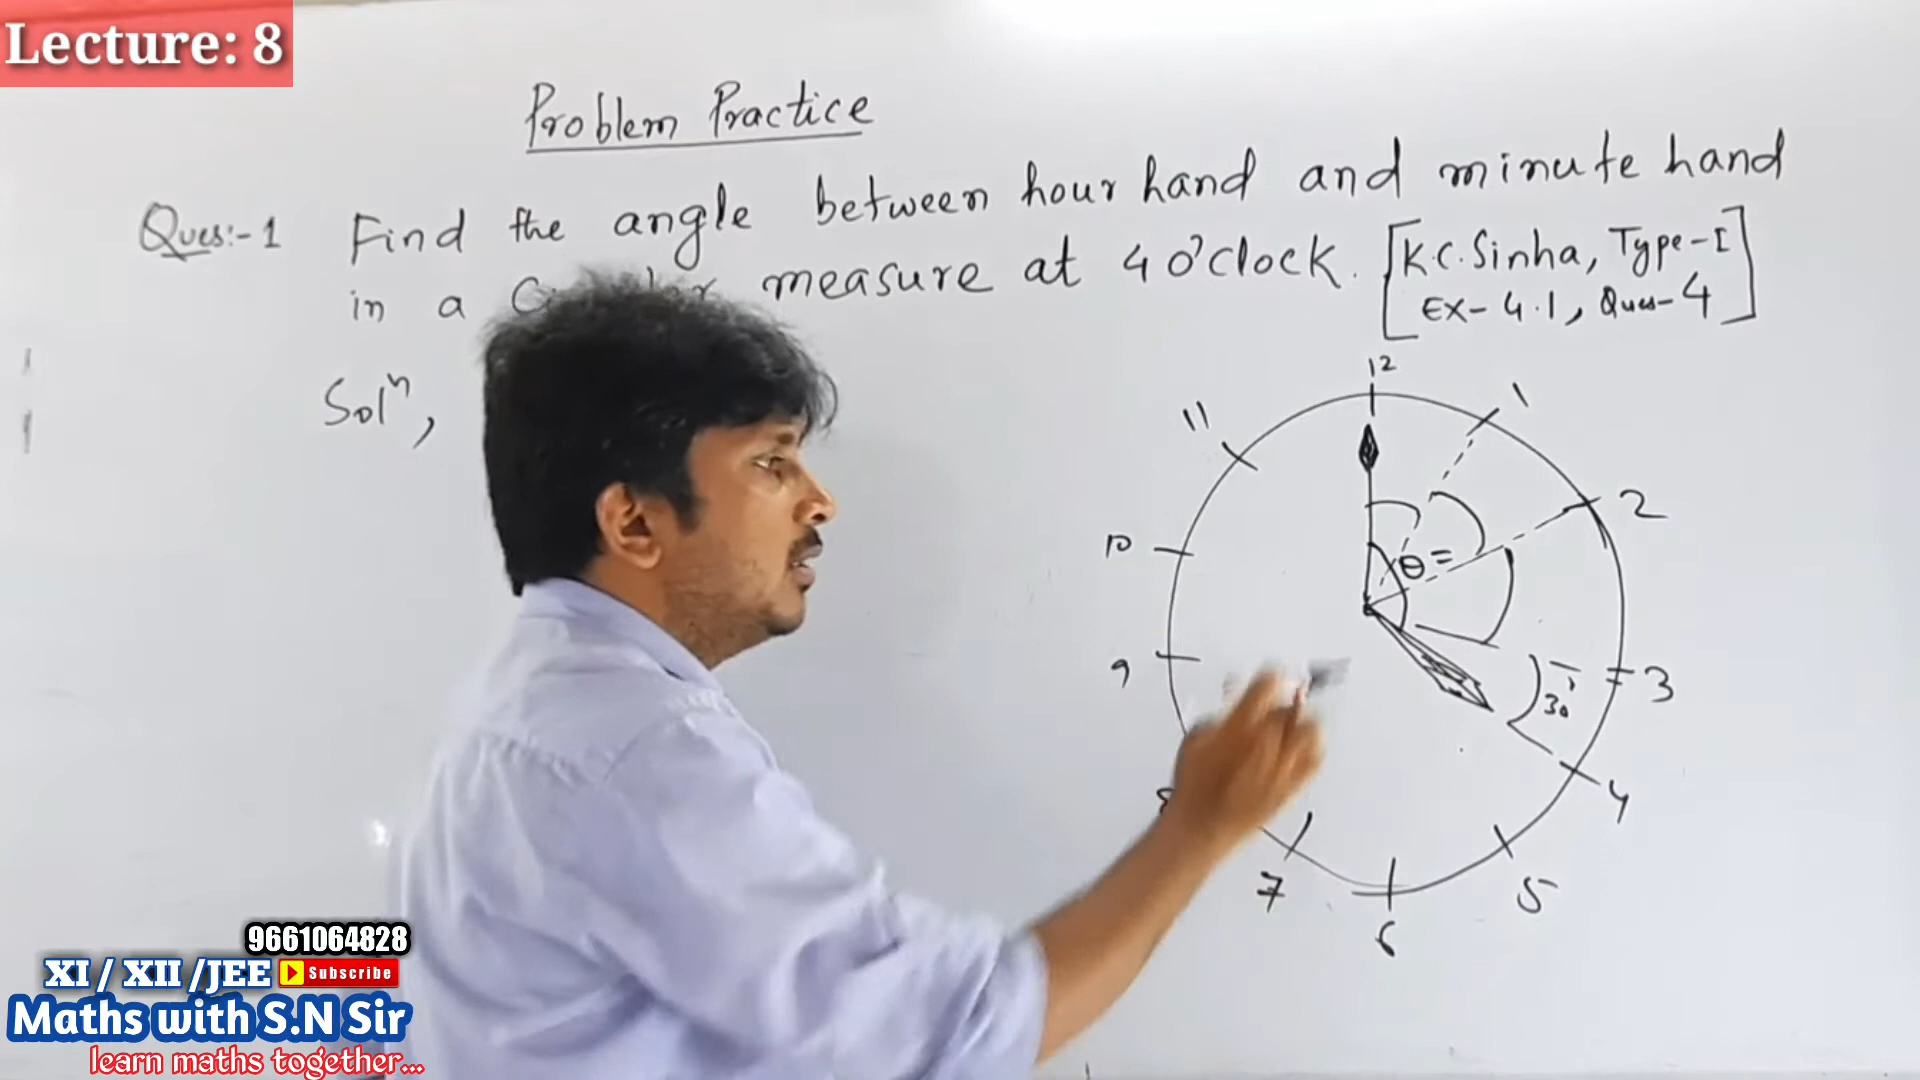 Lecture: 8
Problem Practice
Ques:- 1 Find the angle between hour hand and minute hand
in a measure at 4 o'clock. [K.C. Sinha, Type-I
Ex-4.1, Ques-4]
Solⁿ,
12
1
2
3
4
5
6
7
9
10
11
θ =
30°
9661064828
XI / XII /JEE Subscribe
Maths with S.N Sir
learn maths together...